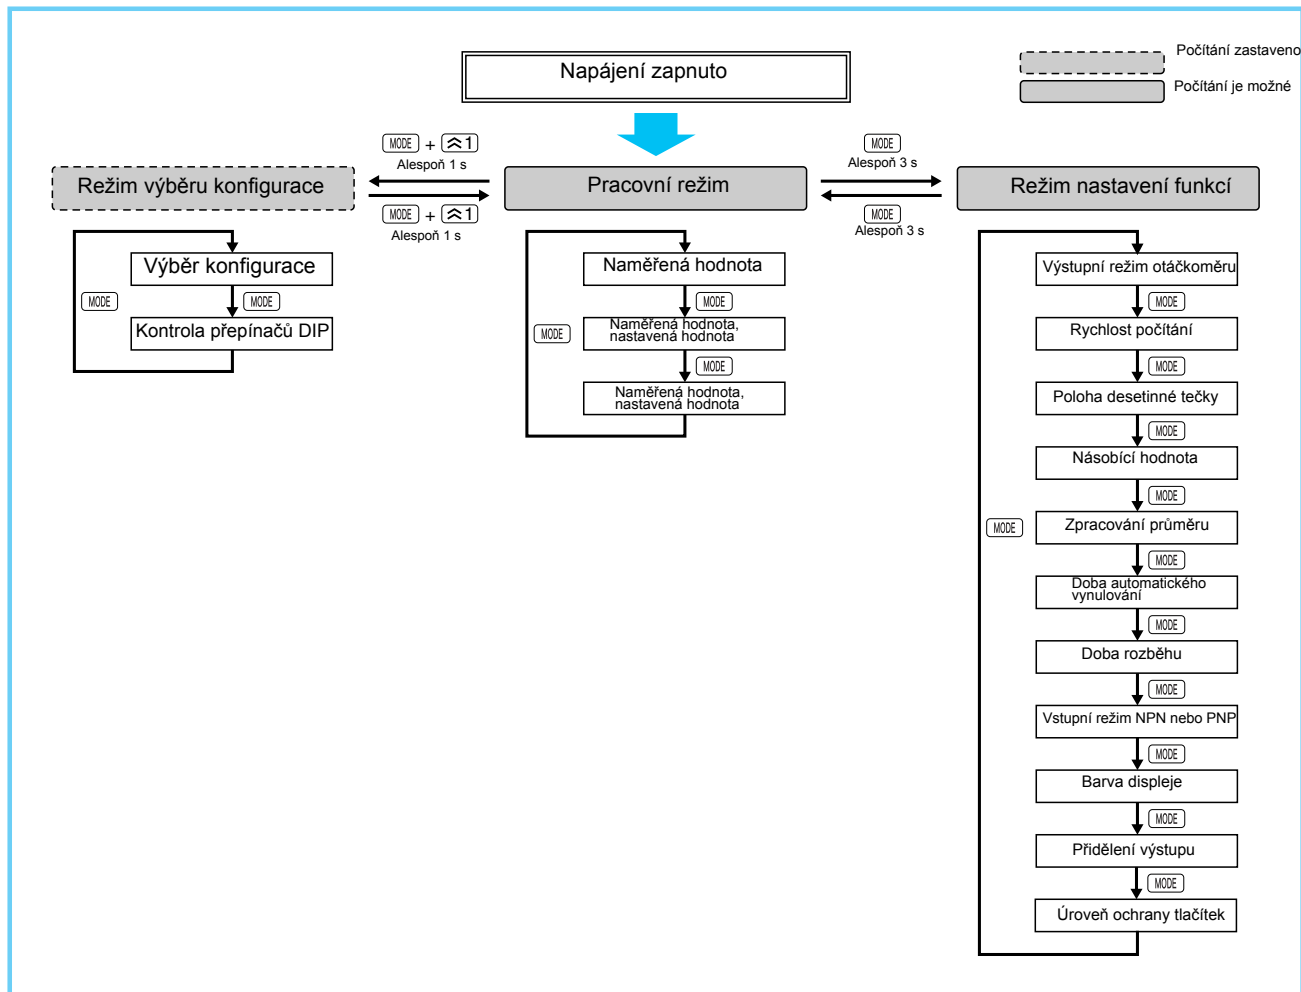 Napájení zapnuto
Počítání zastaveno
Počítání je možné
MODE + 1
Alespoň 1 s
MODE
Alespoň 3 s
Režim výběru konfigurace
Pracovní režim
Režim nastavení funkcí
MODE + 1
Alespoň 1 s
MODE
Alespoň 3 s
Výběr konfigurace
MODE
MODE
Kontrola přepínačů DIP
Naměřená hodnota
MODE
MODE
Naměřená hodnota,
nastavená hodnota
MODE
Naměřená hodnota,
nastavená hodnota
Výstupní režim otáčkoměru
MODE
Rychlost počítání
MODE
Poloha desetinné tečky
MODE
Násobící hodnota
MODE
MODE
Zpracování průměru
MODE
Doba automatického
vynulování
MODE
Doba rozběhu
MODE
Vstupní režim NPN nebo PNP
MODE
Barva displeje
MODE
Přidělení výstupu
MODE
Úroveň ochrany tlačítek